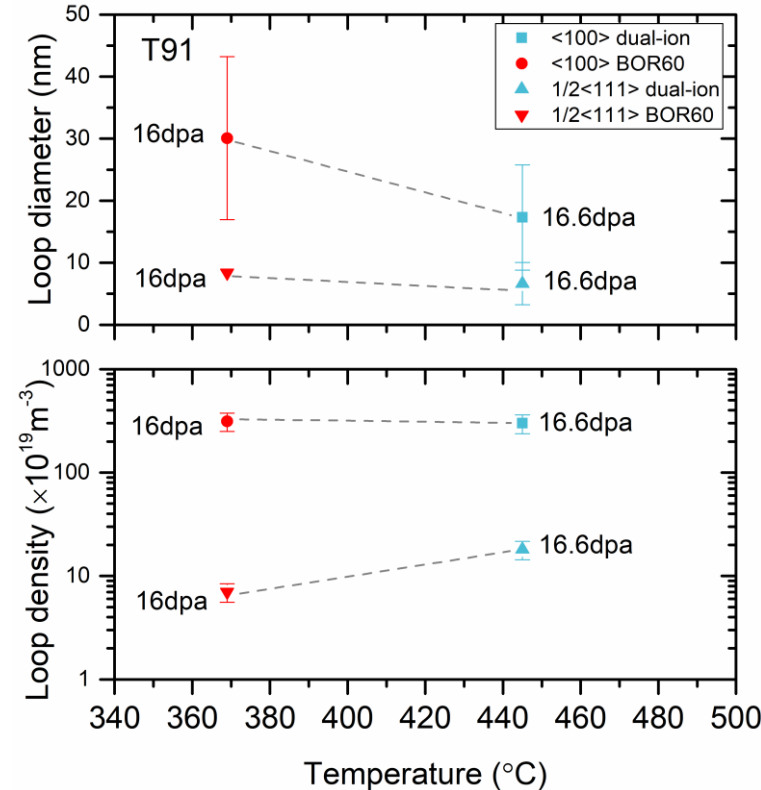 T91
<100> dual-ion
<100> BOR60
1/2<111> dual-ion
1/2<111> BOR60
Loop diameter (nm)
50
40
30
20
10
0
16dpa
16.6dpa
16dpa
16.6dpa
Loop density (×10¹⁹m⁻³)
1000
100
10
1
16dpa
16.6dpa
16dpa
16.6dpa
340 360 380 400 420 440 460 480 500
Temperature (°C)